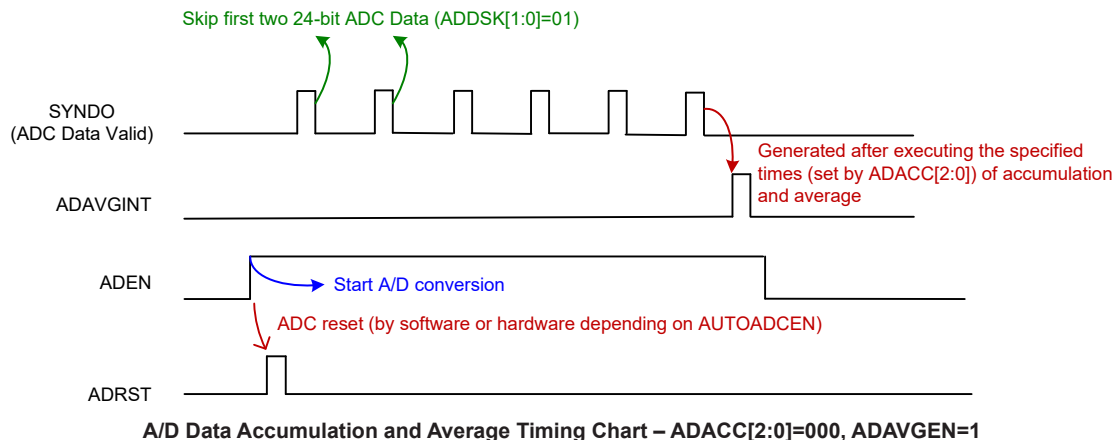 Skip first two 24-bit ADC Data (ADDSK[1:0]=01)
SYNDO
(ADC Data Valid)
Generated after executing the specified
times (set by ADACC[2:0]) of accumulation
and average
ADAVGINT
ADEN
Start A/D conversion
ADC reset (by software or hardware depending on AUTOADCEN)
ADRST
A/D Data Accumulation and Average Timing Chart – ADACC[2:0]=000, ADAVGEN=1